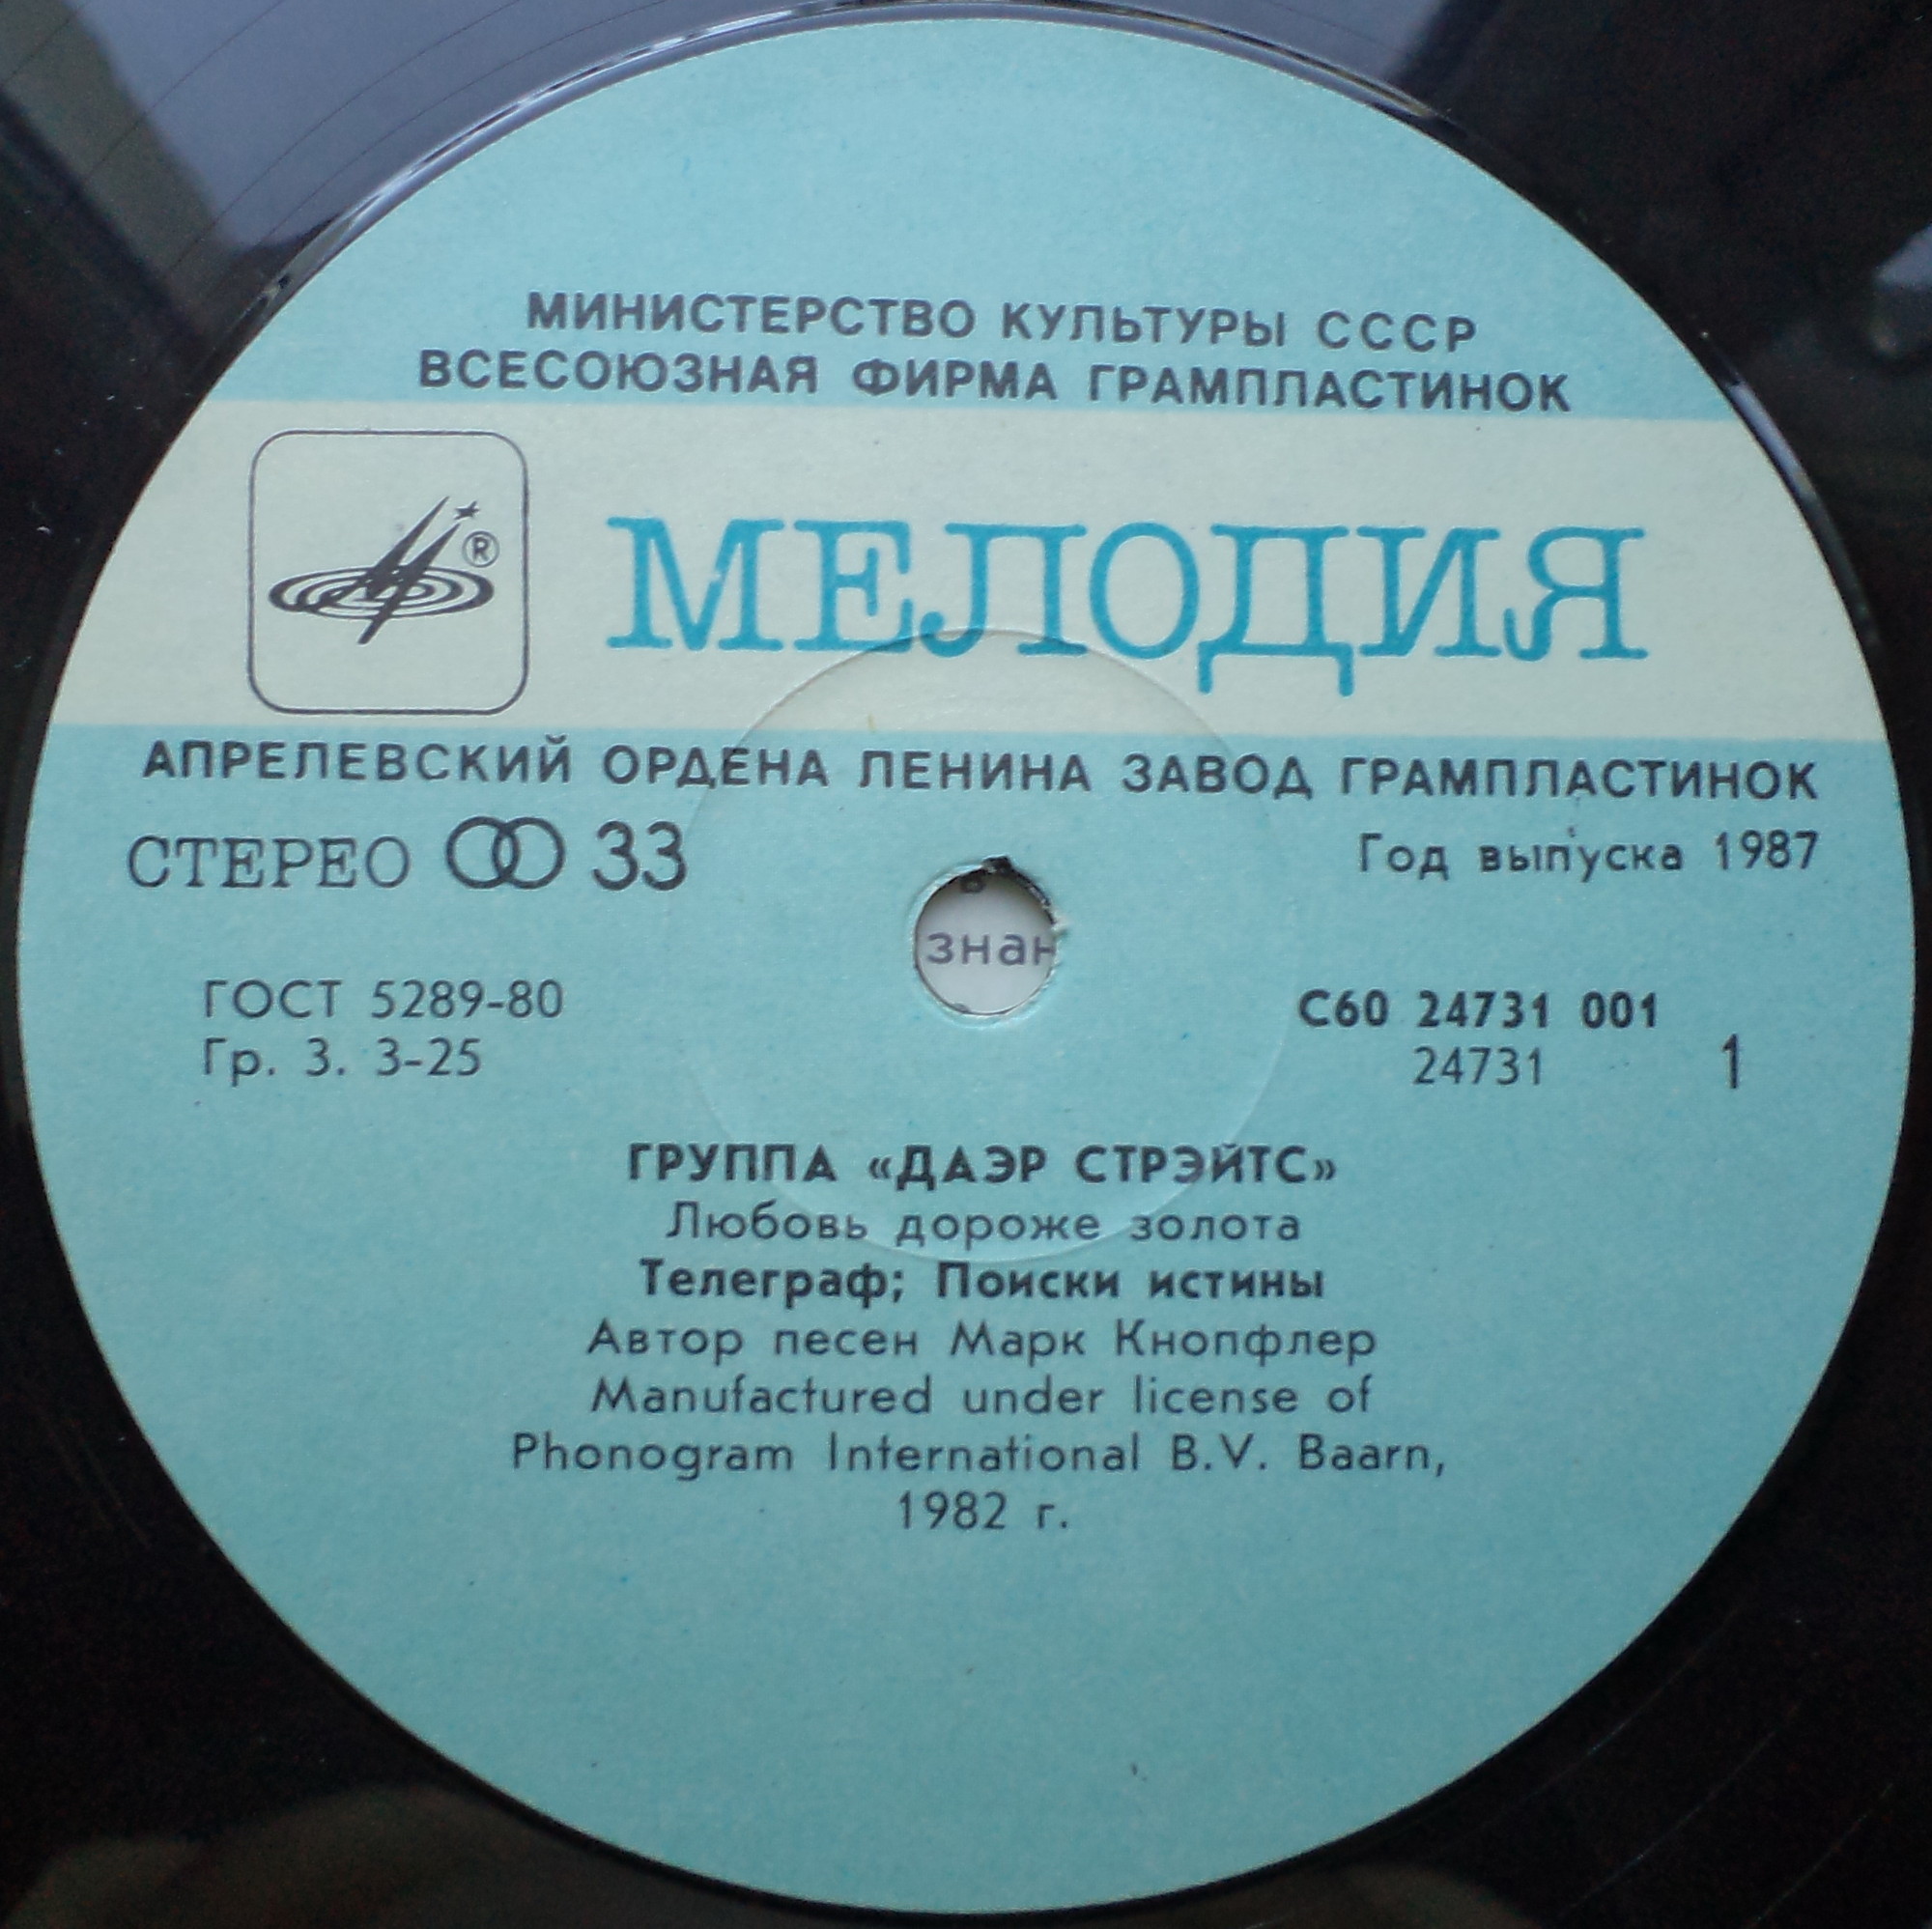 МИНИСТЕРСТВО КУЛЬТУРЫ СССР
ВСЕСОЮЗНАЯ ФИРМА ГРАМПЛАСТИНОК
®
МЕЛОДИЯ
АПРЕЛЕВСКИЙ ОРДЕНА ЛЕНИНА ЗАВОД ГРАМПЛАСТИНОК
СТЕРЕО 33
Год выпуска 1987
знан
ГОСТ 5289-80
Гр. 3. 3-25
С60 24731 001
24731 1
ГРУППА «ДАЭР СТРЭЙТС»
Любовь дороже золота
Телеграф; Поиски истины
Автор песен Марк Кнопфлер
Manufactured under license of
Phonogram International B.V. Baarn,
1982 г.